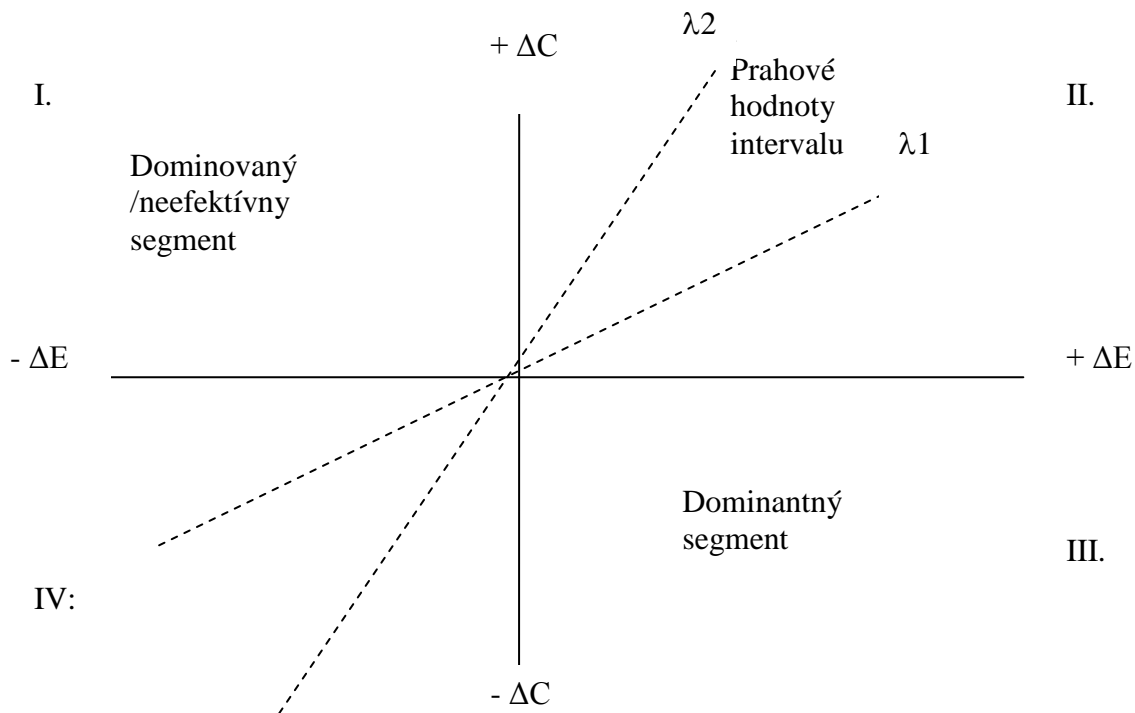 λ2
+ ΔC
Prahové
hodnoty
intervalu
λ1
I.
II.
Dominovaný
/neefektívny
segment
- ΔE
+ ΔE
Dominantný
segment
III.
IV:
- ΔC